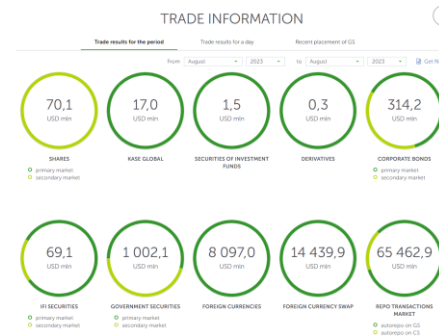 TRADE INFORMATION
Trade results for the period
Trade results for a day
Recent placement of GS
from August 2023 to August 2023
70,1
USD mln
17,0
USD mln
1,5
USD mln
0,3
USD mln
314,2
USD mln
SHARES
primary market
secondary market
KASE GLOBAL
SECURITIES OF INVESTMENT
FUNDS
DERIVATIVES
CORPORATE BONDS
primary market
secondary market
69,1
USD mln
1 002,1
USD mln
8 097,0
USD mln
14 439,9
USD mln
65 462,9
USD mln
IFI SECURITIES
primary market
secondary market
GOVERNMENT SECURITIES
primary market
secondary market
FOREIGN CURRENCIES
FOREIGN CURRENCY SWAP
REPO TRANSACTIONS
MARKET
autorepo on GS
autorepo on CS